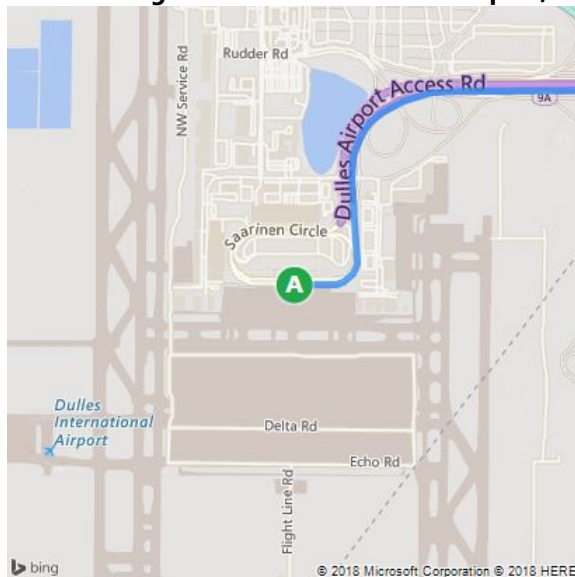 Rudder Rd
NW Service Rd
Dulles Airport Access Rd
9A
Saarinen Circle
A
Dulles
International
Airport
Delta Rd
Echo Rd
Flight Line Rd
bing
© 2018 Microsoft Corporation © 2018 HERE